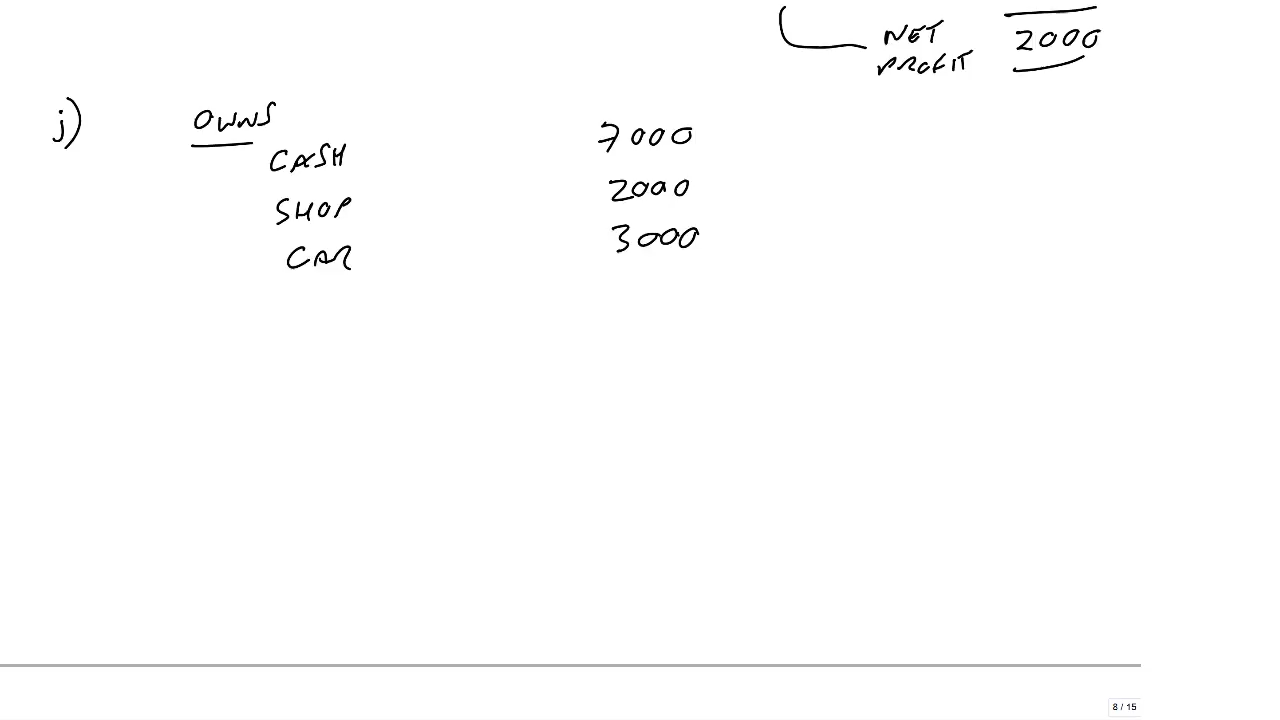 NET 2000
PROFIT
j) OWNS
CASH 7000
SHOP 2000
CAR 3000
8 / 15